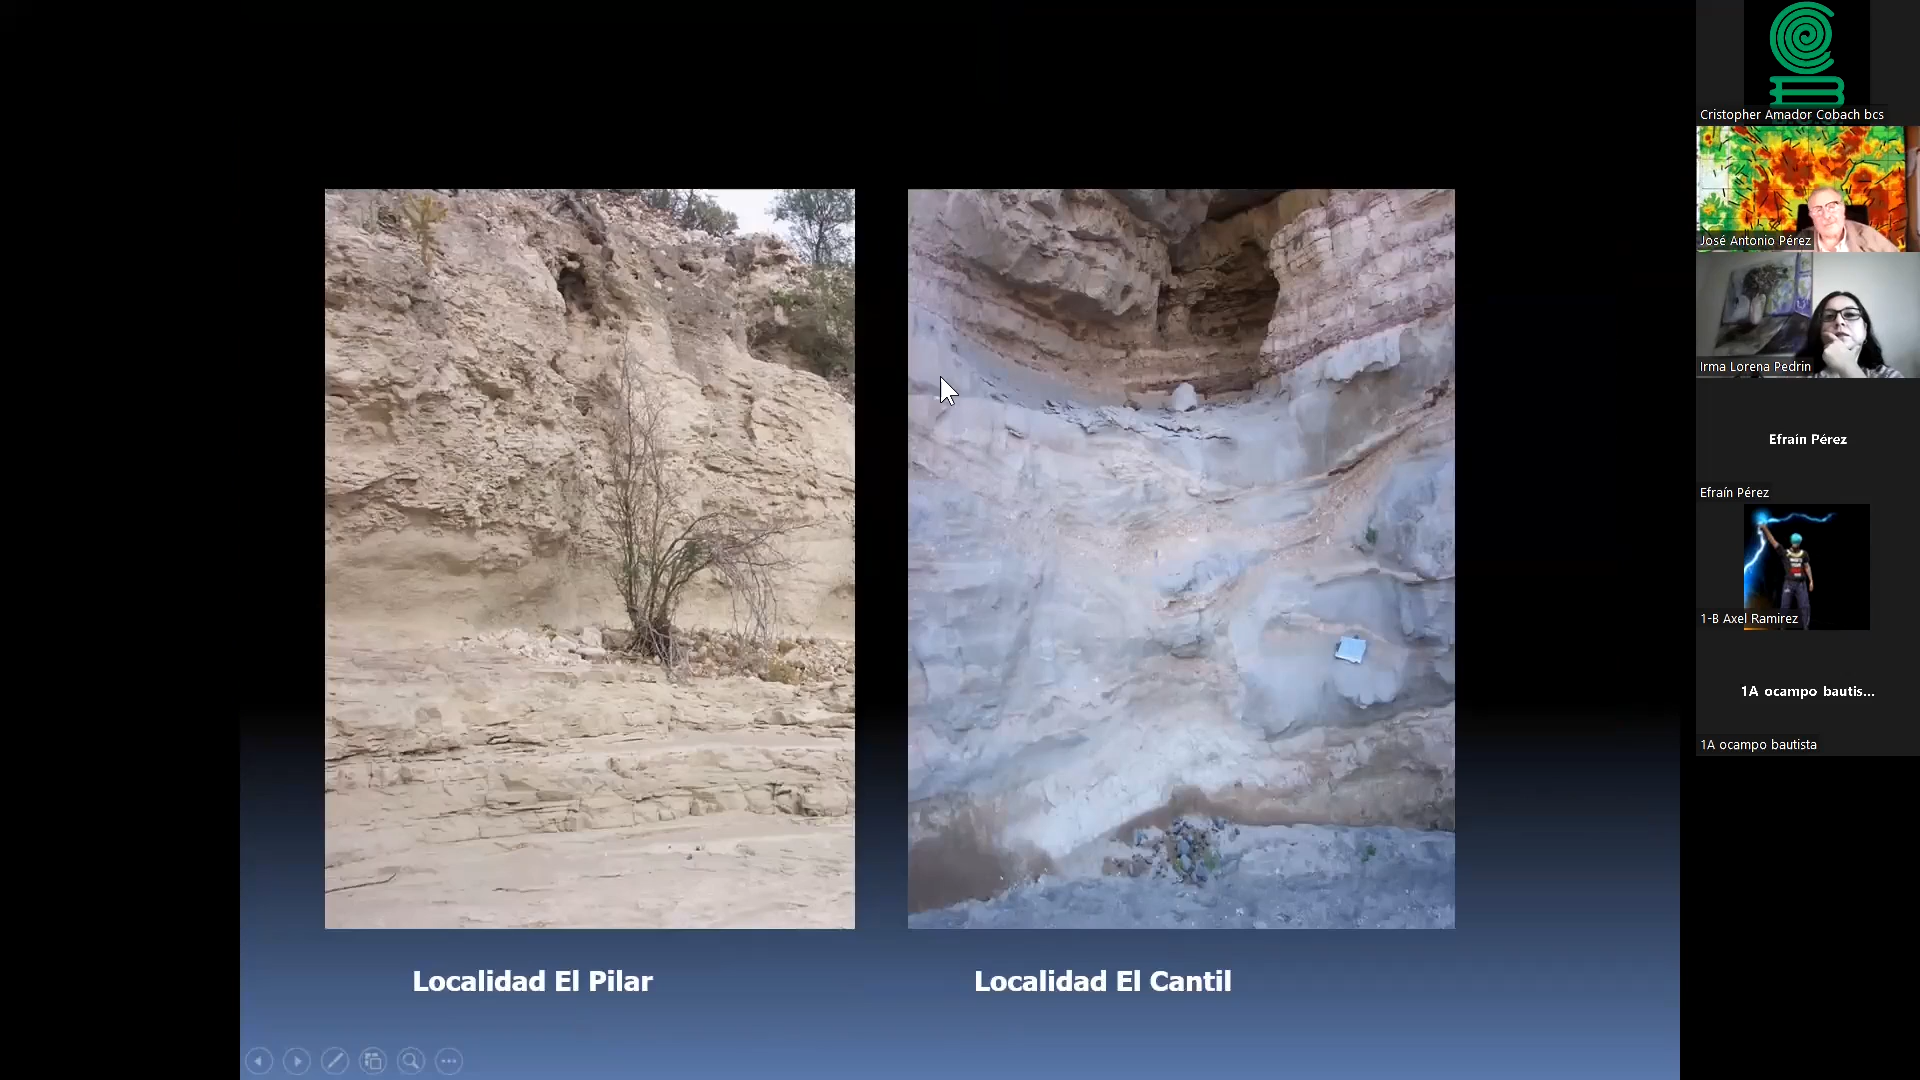 Localidad El Pilar
Localidad El Cantil
Cristopher Amador Cobach bcs
José Antonio Pérez
Irma Lorena Pedrin
Efraín Pérez
Efraín Pérez
1-B Axel Ramirez
1A ocampo bautis...
1A ocampo bautista